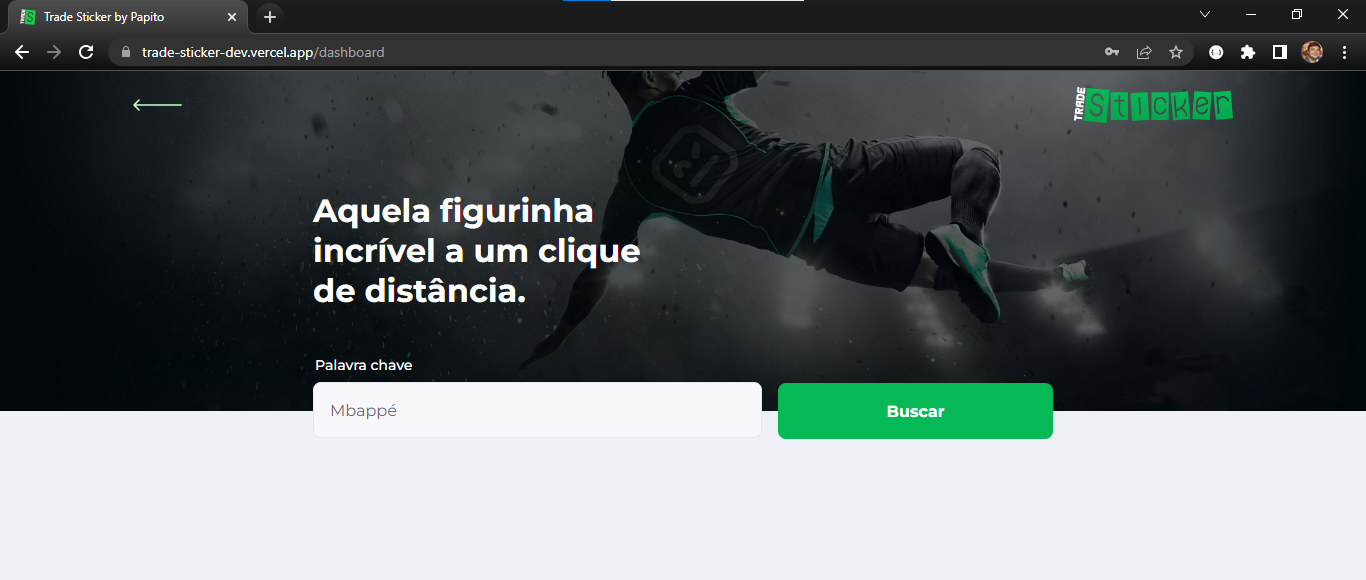 Trade Sticker by Papito
trade-sticker-dev.vercel.app/dashboard
TRADE Sticker
Aquela figurinha
incrível a um clique
de distância.
Palavra chave
Mbappé
Buscar